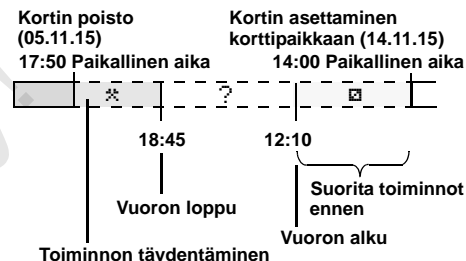 Kortin poisto
(05.11.15)
17:50 Paikallinen aika
Kortin asettaminen
korttipaikkaan (14.11.15)
14:00 Paikallinen aika
?
18:45
12:10
Vuoron loppu
Suorita toiminnot
ennen
Vuoron alku
Toiminnon täydentäminen